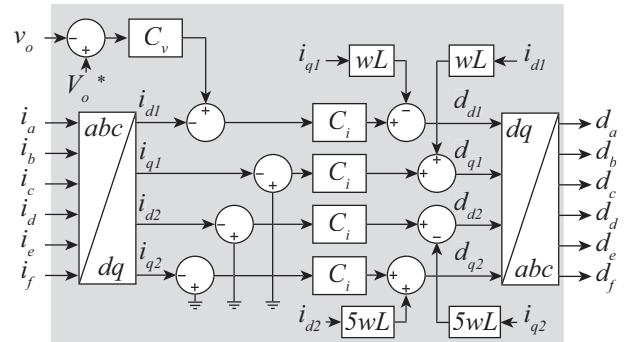 v_o - + C_v
V_o*
i_q1 wL wL i_d1
i_a abc i_d1 - + C_i + - d_d1 dq d_a
i_b d_b
i_q1 - + C_i + + d_q1
i_c d_c
i_d i_d2 - + C_i + - d_d2 d_d
i_e d_e
i_f dq i_q2 - + C_i + + d_q2 abc d_f
i_d2 5wL 5wL i_q2